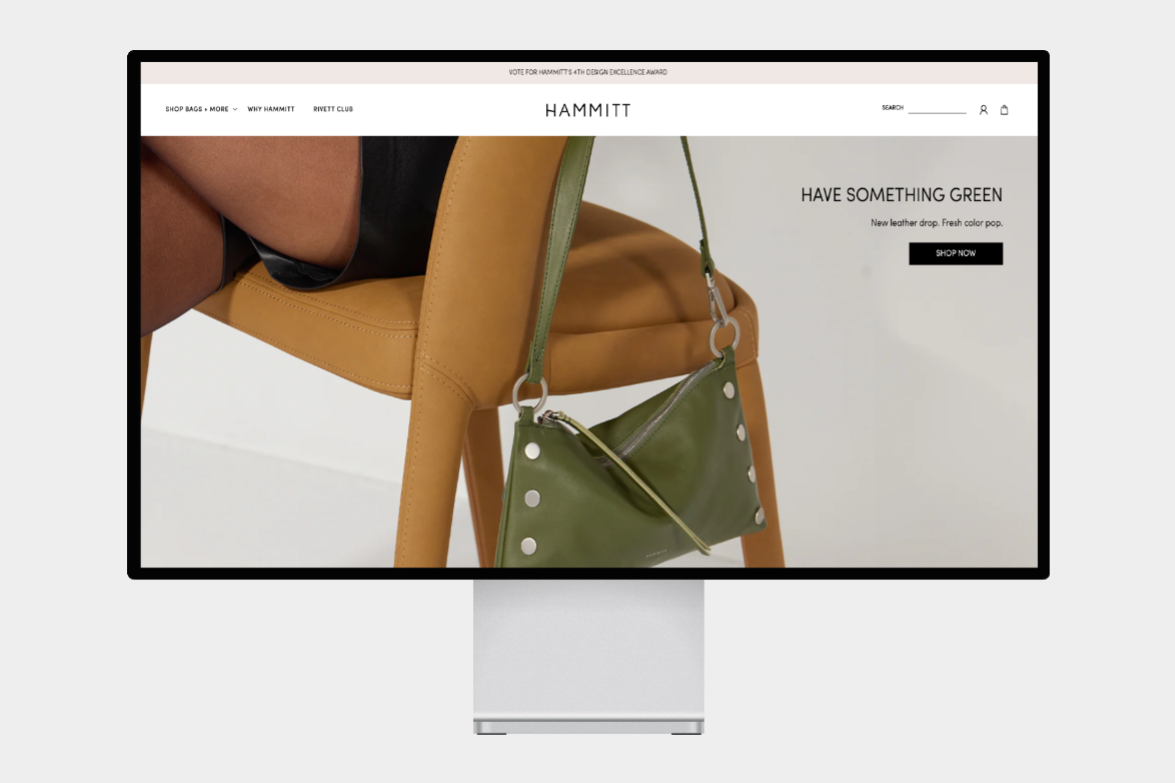 VOTE FOR HAMMITT'S 4TH DESIGN EXCELLENCE AWARD
SHOP BAGS + MORE WHY HAMMITT RIVETT CLUB
HAMMITT
SEARCH
HAVE SOMETHING GREEN
New leather drop. Fresh color pop.
SHOP NOW
HAMMITT